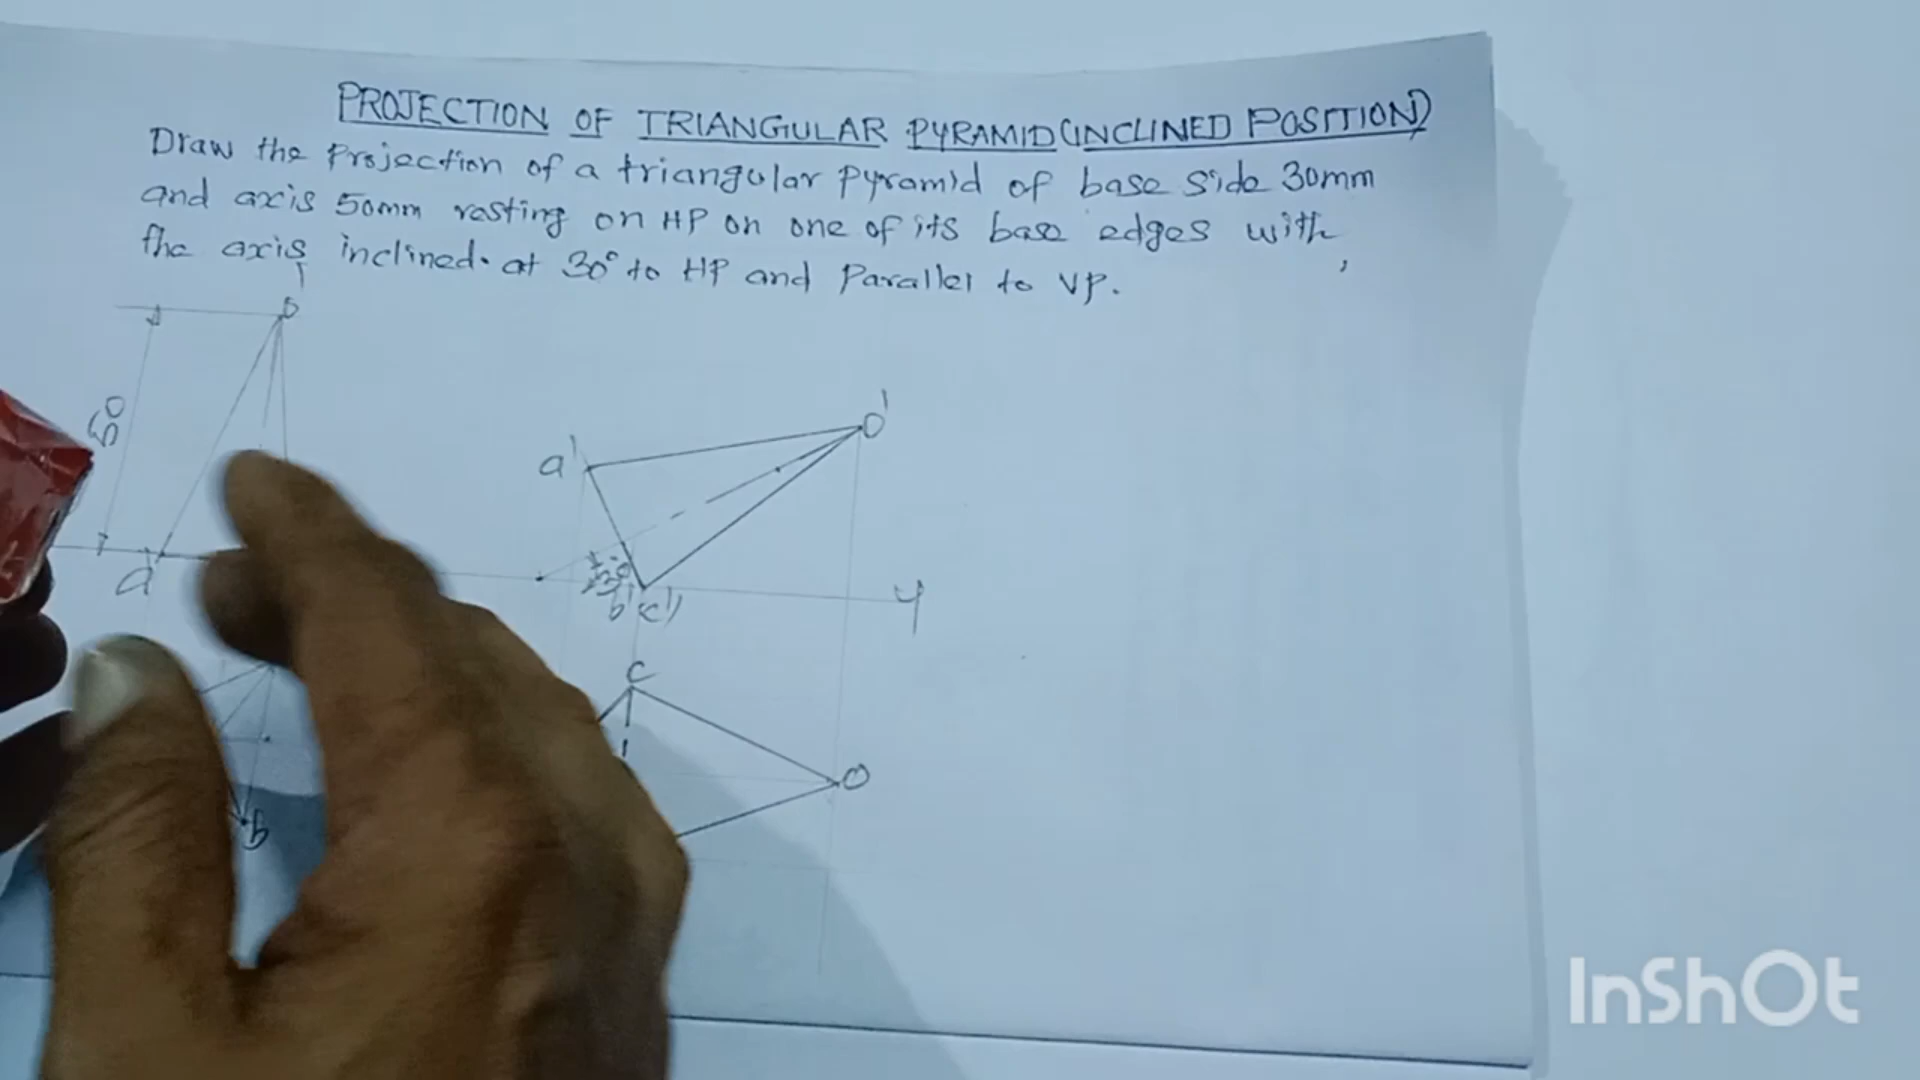 PROJECTION OF TRIANGULAR PYRAMID (INCLINED POSITION)
Draw the Projection of a triangular pyramid of base side 30mm
and axis 50mm resting on HP on one of its base edges with
the axis inclined at 30° to HP and Parallel to VP.
o'
50
a'
a'
o'
30°
b'(c')
y
c
o
b
InShOt